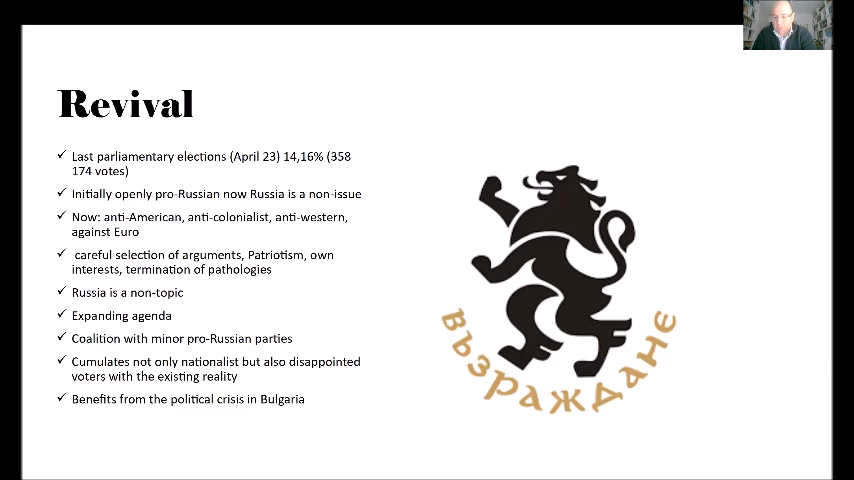 Revival
Last parliamentary elections (April 23) 14,16% (358
174 votes)
Initially openly pro-Russian now Russia is a non-issue
Now: anti-American, anti-colonialist, anti-western,
against Euro
careful selection of arguments, Patriotism, own
interests, termination of pathologies
Russia is a non-topic
Expanding agenda
Coalition with minor pro-Russian parties
Cumulates not only nationalist but also disappointed
voters with the existing reality
Benefits from the political crisis in Bulgaria
възраждане